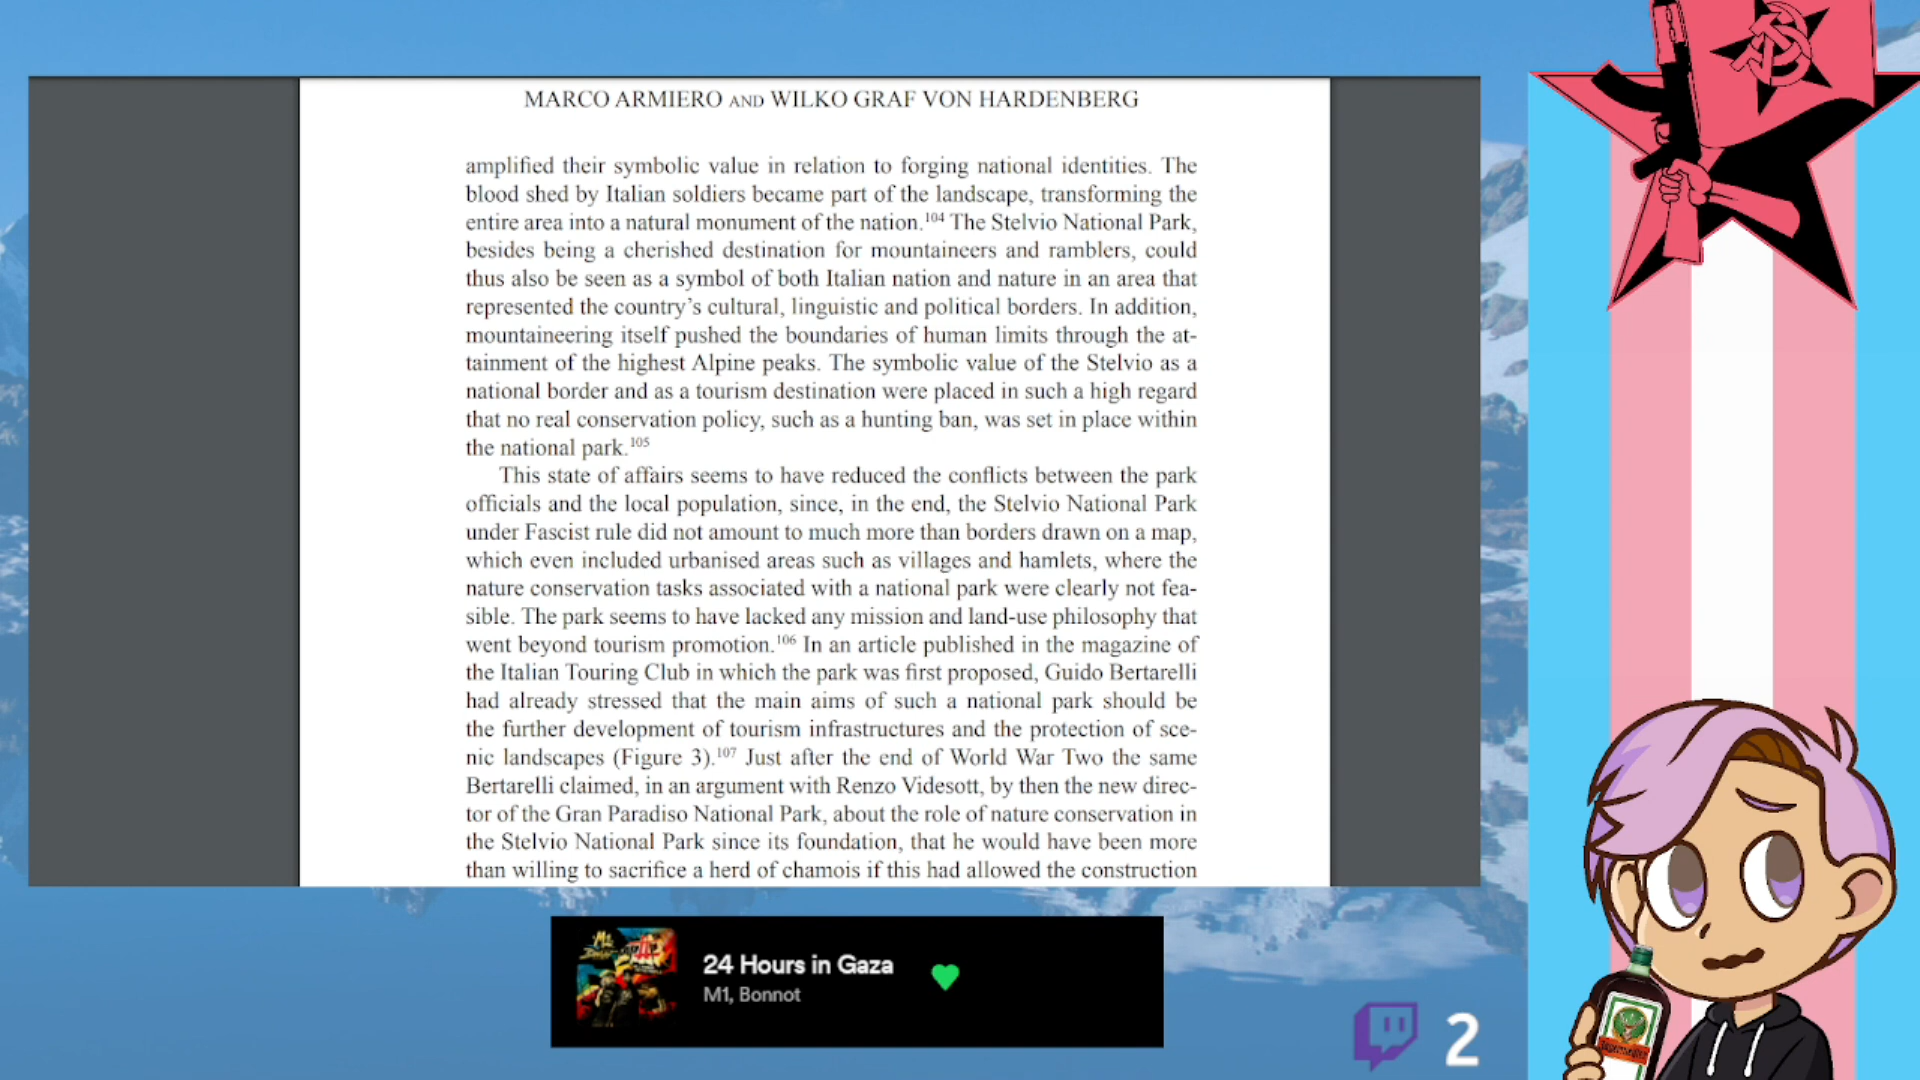 MARCO ARMIERO AND WILKO GRAF VON HARDENBERG
amplified their symbolic value in relation to forging national identities. The
blood shed by Italian soldiers became part of the landscape, transforming the
entire area into a natural monument of the nation.104 The Stelvio National Park,
besides being a cherished destination for mountaineers and ramblers, could
thus also be seen as a symbol of both Italian nation and nature in an area that
represented the country's cultural, linguistic and political borders. In addition,
mountaineering itself pushed the boundaries of human limits through the at-
tainment of the highest Alpine peaks. The symbolic value of the Stelvio as a
national border and as a tourism destination were placed in such a high regard
that no real conservation policy, such as a hunting ban, was set in place within
the national park.105
This state of affairs seems to have reduced the conflicts between the park
officials and the local population, since, in the end, the Stelvio National Park
under Fascist rule did not amount to much more than borders drawn on a map,
which even included urbanised areas such as villages and hamlets, where the
nature conservation tasks associated with a national park were clearly not fea-
sible. The park seems to have lacked any mission and land-use philosophy that
went beyond tourism promotion.106 In an article published in the magazine of
the Italian Touring Club in which the park was first proposed, Guido Bertarelli
had already stressed that the main aims of such a national park should be
the further development of tourism infrastructures and the protection of sce-
nic landscapes (Figure 3).107 Just after the end of World War Two the same
Bertarelli claimed, in an argument with Renzo Videsott, by then the new direc-
tor of the Gran Paradiso National Park, about the role of nature conservation in
the Stelvio National Park since its foundation, that he would have been more
than willing to sacrifice a herd of chamois if this had allowed the construction
24 Hours in Gaza
M1, Bonnot
2